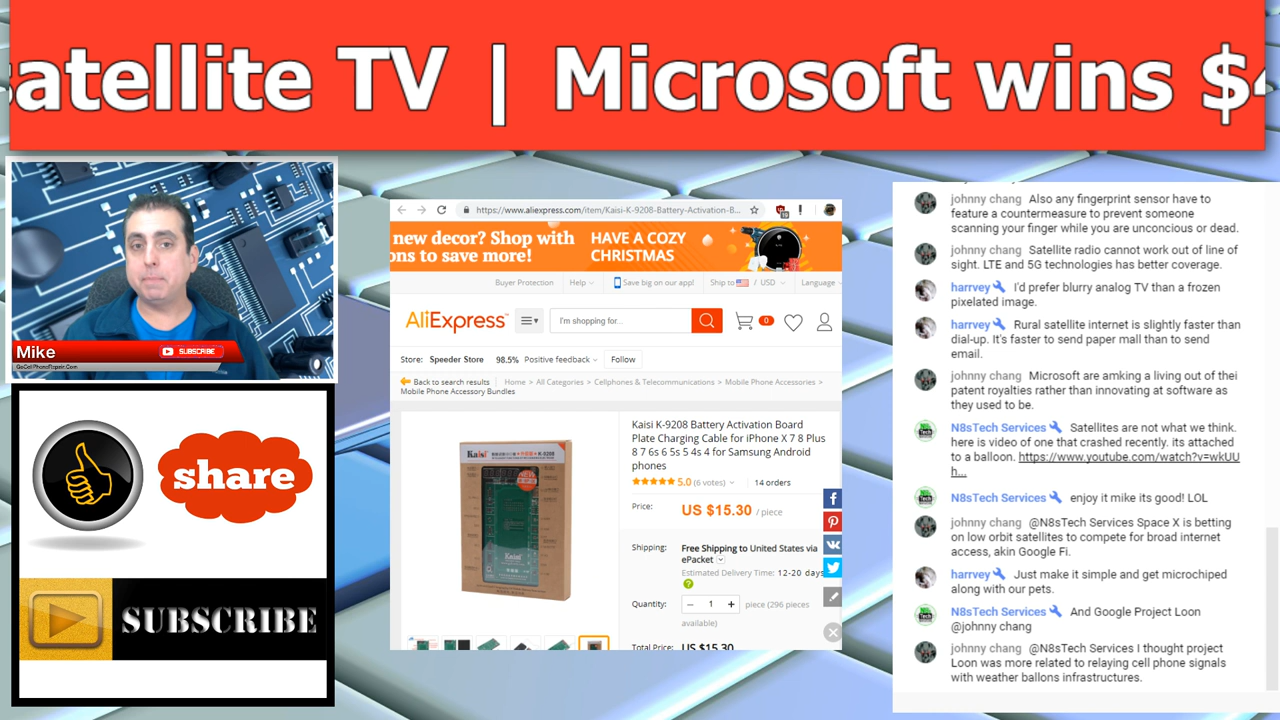 atellite TV | Microsoft wins $4
Mike
SUBSCRIBE
GoCellPhoneRepair.Com
share
SUBSCRIBE
https://www.aliexpress.com/item/Kaisi-K-9208-Battery-Activation-B...
new decor? Shop with
ons to save more!
HAVE A COZY
CHRISTMAS
Buyer Protection
Help
Save big on our app!
Ship to / USD
Language
AliExpress
I'm shopping for...
0
Store: Speeder Store 98.5% Positive feedback
Follow
Back to search results Home > All Categories > Cellphones & Telecommunications > Mobile Phone Accessories >
Mobile Phone Accessory Bundles
Kaisi
K-9208
Kaisi
Kaisi K-9208 Battery Activation Board
Plate Charging Cable for iPhone X 7 8 Plus
8 7 6s 6 5s 5 4s 4 for Samsung Android
phones
5.0 (6 votes) 14 orders
Price: US $15.30 / piece
Shipping: Free Shipping to United States via
ePacket
Estimated Delivery Time: 12-20 days
?
Quantity: – 1 + piece (296 pieces
available)
Total Price: US $15.30
johnny chang Also any fingerprint sensor have to
feature a countermeasure to prevent someone
scanning your finger while you are unconcious or dead.
johnny chang Satellite radio cannot work out of line of
sight. LTE and 5G technologies has better coverage.
harvey I'd prefer blurry analog TV than a frozen
pixelated image.
harvey Rural satellite internet is slightly faster than
dial-up. It's faster to send paper mall than to send
email.
johnny chang Microsoft are amking a living out of thei
patent royalties rather than innovating at software as
they used to be.
N8sTech Services Satellites are not what we think.
here is video of one that crashed recently. its attached
to a balloon. https://www.youtube.com/watch?v=wkUU
h...
N8sTech Services enjoy it mike its good! LOL
johnny chang @N8sTech Services Space X is betting
on low orbit satellites to compete for broad internet
access, akin Google Fi.
harvey Just make it simple and get microchiped
along with our pets.
N8sTech Services And Google Project Loon
@johnny chang
johnny chang @N8sTech Services I thought project
Loon was more related to relaying cell phone signals
with weather ballons infrastructures.